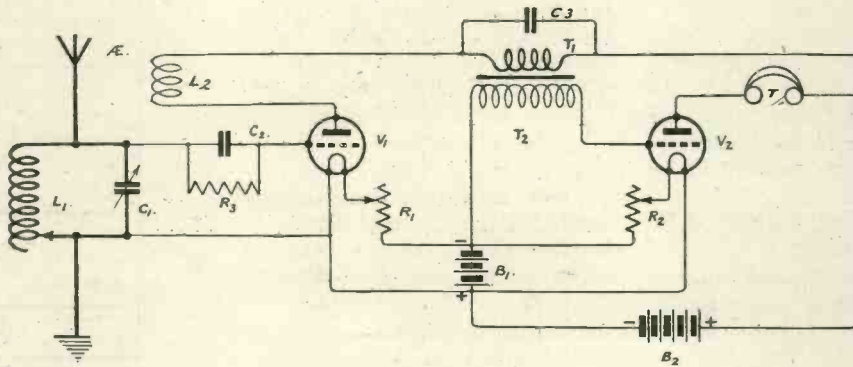 Æ.
C3
T1
L2
T2
T
C2.
V1
V2
R3
L1
C1
R1
R2
-
B1.
+
-
+
B2